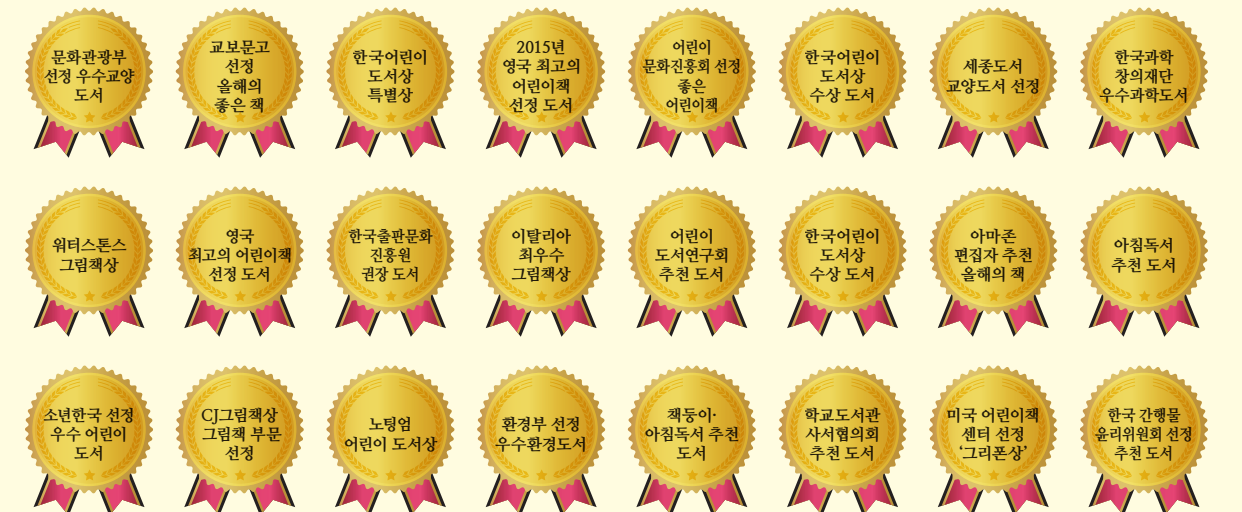 문화관광부
선정 우수교양
도서
교보문고
선정
올해의
좋은 책
한국어린이
도서상
특별상
2015년
영국 최고의
어린이책
선정 도서
어린이
문화진흥회 선정
좋은
어린이책
한국어린이
도서상
수상 도서
세종도서
교양도서 선정
한국과학
창의재단
우수과학도서
워터스톤스
그림책상
영국
최고의 어린이책
선정 도서
한국출판문화
진흥원
권장 도서
이탈리아
최우수
그림책상
어린이
도서연구회
추천 도서
한국어린이
도서상
수상 도서
아마존
편집자 추천
올해의 책
아침독서
추천 도서
소년한국 선정
우수 어린이
도서
CJ그림책상
그림책 부문
선정
노팅엄
어린이 도서상
환경부 선정
우수환경도서
책둥이·
아침독서 추천
도서
학교도서관
사서협의회
추천 도서
미국 어린이책
센터 선정
‘그리폰상’
한국 간행물
윤리위원회 선정
추천 도서